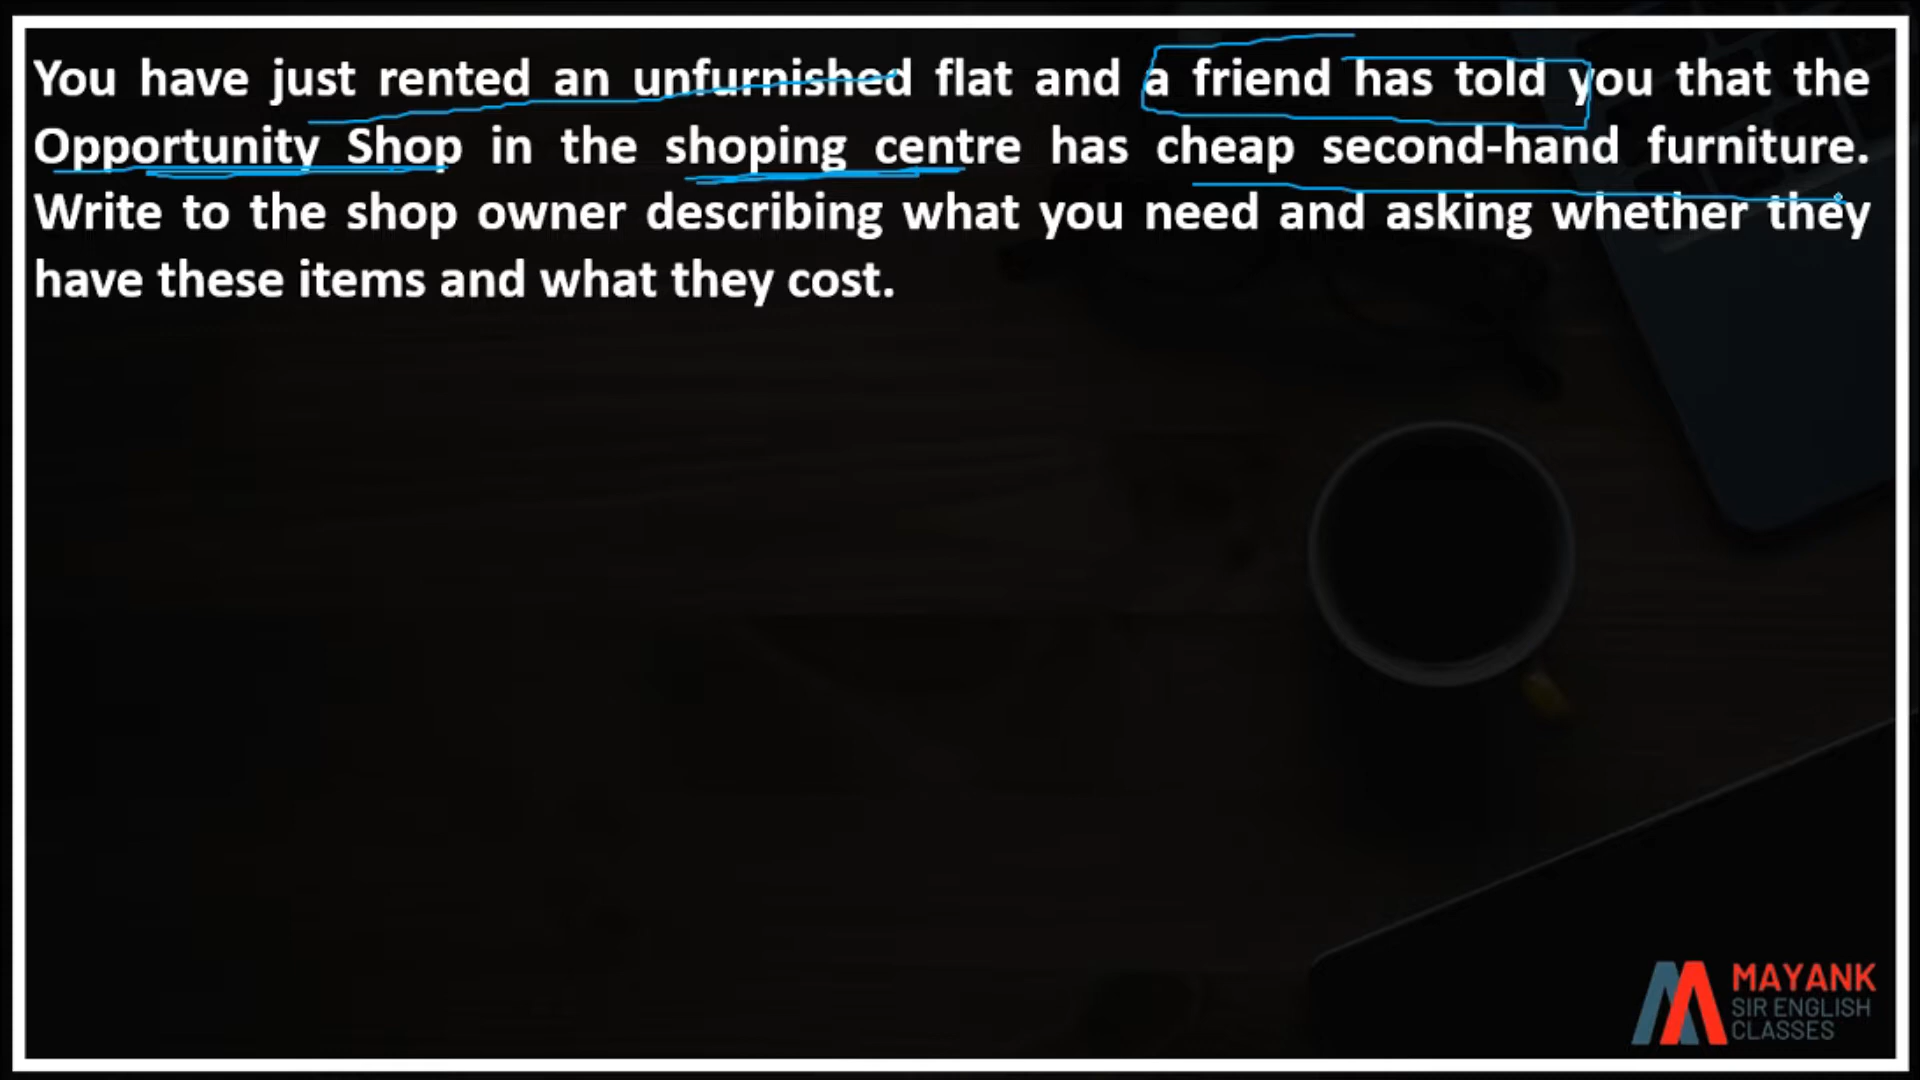 You have just rented an unfurnished flat and a friend has told you that the
Opportunity Shop in the shoping centre has cheap second-hand furniture.
Write to the shop owner describing what you need and asking whether they
have these items and what they cost.
MAYANK
SIR ENGLISH
CLASSES